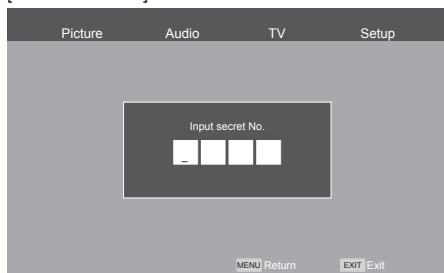 Picture Audio TV Setup
Input secret No.
_
MENU Return EXIT Exit